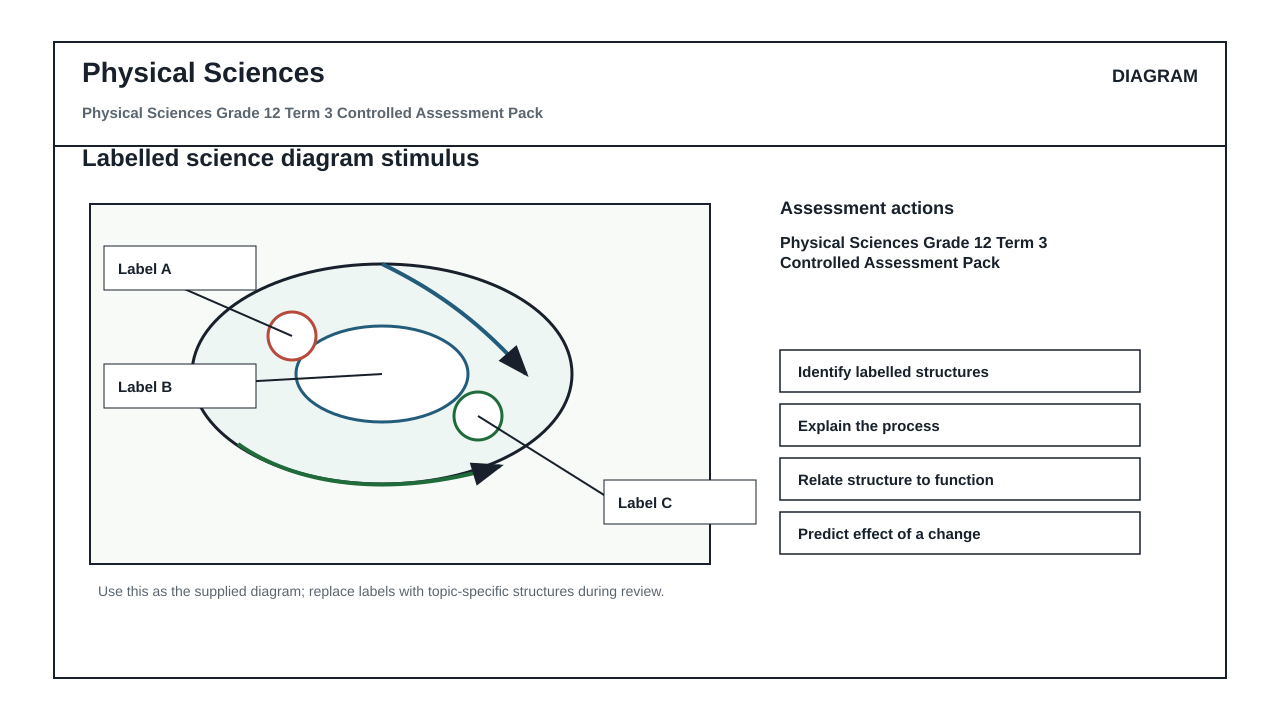 Physical Sciences
DIAGRAM
Physical Sciences Grade 12 Term 3 Controlled Assessment Pack
Labelled science diagram stimulus
Label A
Label B
Label C
Use this as the supplied diagram; replace labels with topic-specific structures during review.
Assessment actions
Physical Sciences Grade 12 Term 3
Controlled Assessment Pack
Identify labelled structures
Explain the process
Relate structure to function
Predict effect of a change